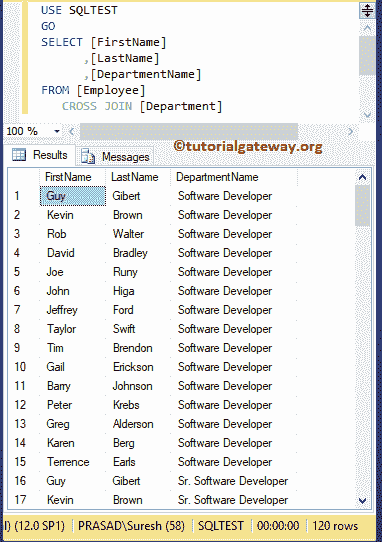 USE SQLTEST
GO
SELECT [FirstName]
,[LastName]
,[DepartmentName]
FROM [Employee]
CROSS JOIN [Department]
100 %
©tutorialgateway.org
Results Messages
FirstName LastName DepartmentName
1 Guy Gibert Software Developer
2 Kevin Brown Software Developer
3 Rob Walter Software Developer
4 David Bradley Software Developer
5 Joe Runy Software Developer
6 John Higa Software Developer
7 Jeffrey Ford Software Developer
8 Taylor Swift Software Developer
9 Tim Brendon Software Developer
10 Gail Erickson Software Developer
11 Barry Johnson Software Developer
12 Peter Krebs Software Developer
13 Greg Alderson Software Developer
14 Karen Berg Software Developer
15 Terrence Earls Software Developer
16 Guy Gibert Sr. Software Developer
17 Kevin Brown Sr. Software Developer
l) (12.0 SP1) PRASAD\Suresh (58) SQLTEST 00:00:00 120 rows